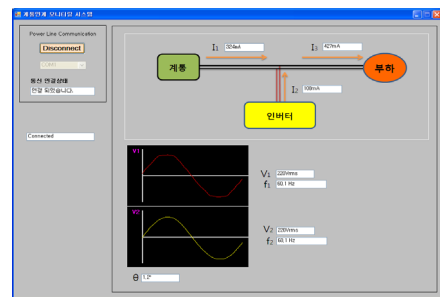 계통연계 모니터링 시스템
Power Line Communication
Disconnect
COM1
통신 연결상태
연결 되었습니다.
Connected
I₁ 324mA
I₃ 427mA
계통
부하
I₂ 108mA
인버터
V1
V₁ 220Vrms
f₁ 60,1 Hz
V2
V₂ 220Vrms
f₂ 60,1 Hz
θ 1,2°